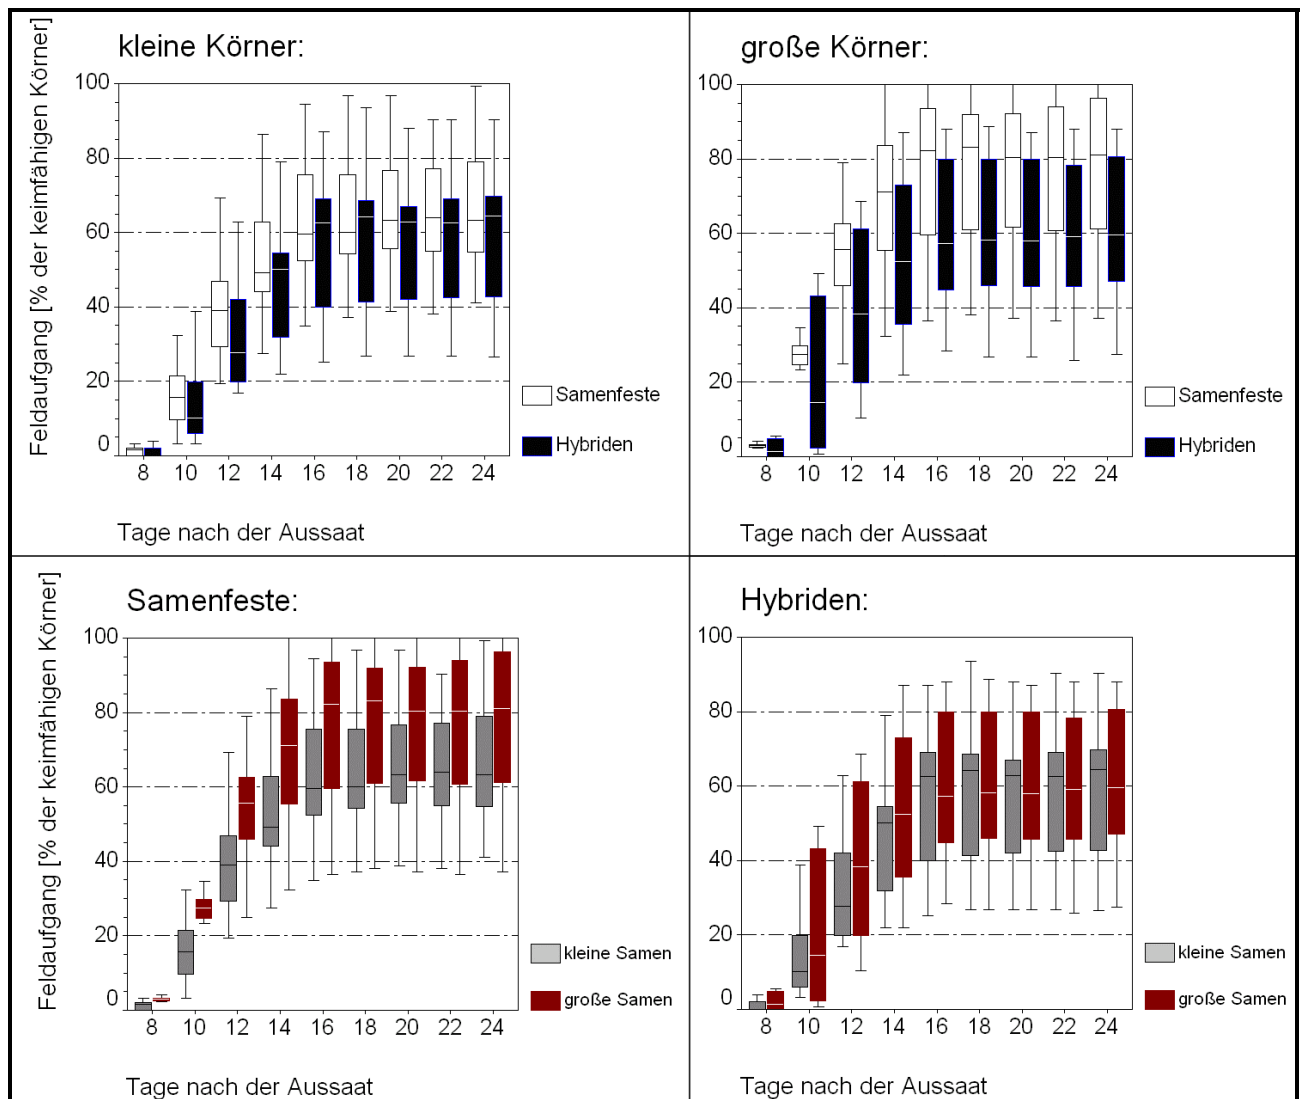 kleine Körner:
Feldaufgang [% der keimfähigen Körner]
100
80
60
40
20
0
8 10 12 14 16 18 20 22 24
Samenfeste
Hybriden
Tage nach der Aussaat
große Körner:
100
80
60
40
20
0
8 10 12 14 16 18 20 22 24
Samenfeste
Hybriden
Tage nach der Aussaat
Samenfeste:
Feldaufgang [% der keimfähigen Körner]
100
80
60
40
20
0
8 10 12 14 16 18 20 22 24
kleine Samen
große Samen
Tage nach der Aussaat
Hybriden:
100
80
60
40
20
0
8 10 12 14 16 18 20 22 24
kleine Samen
große Samen
Tage nach der Aussaat